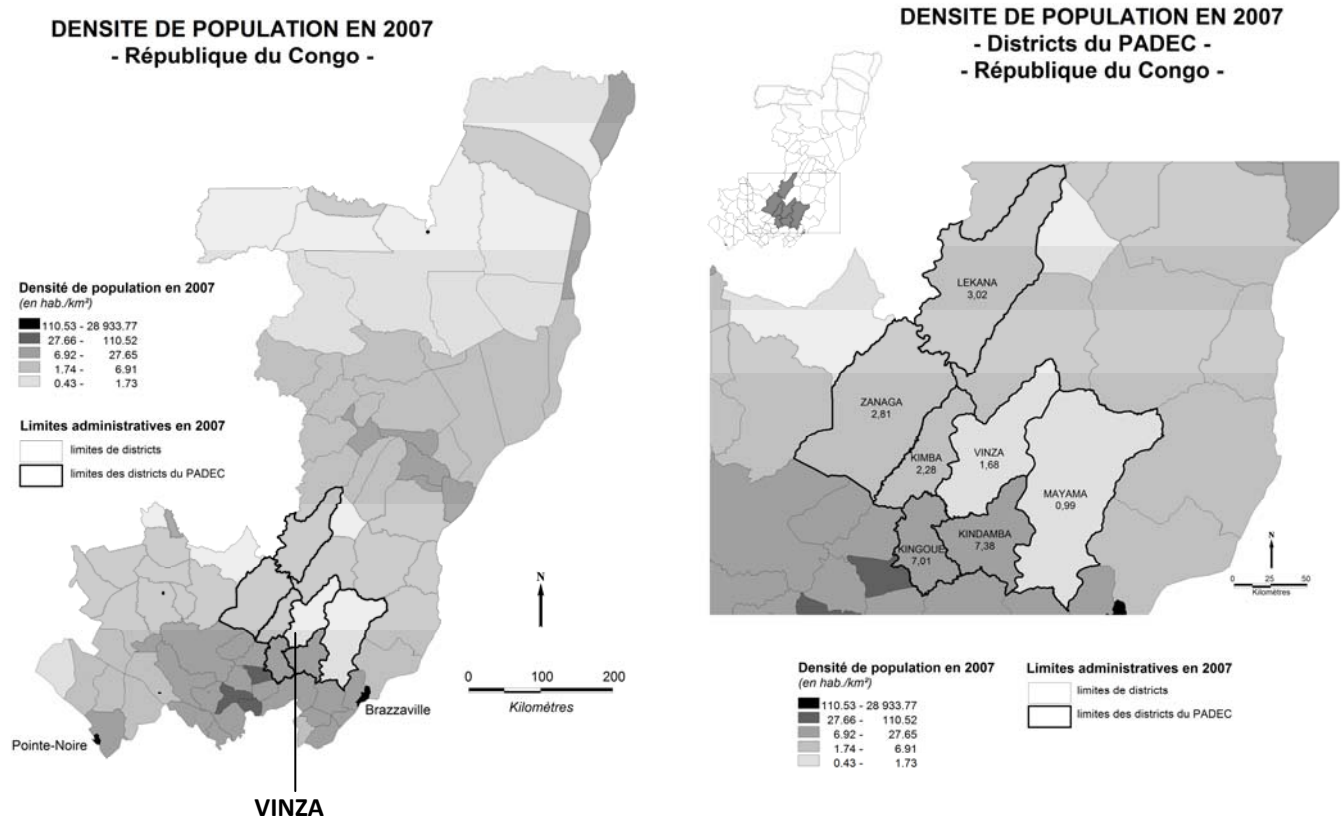 DENSITE DE POPULATION EN 2007
- République du Congo -
Densité de population en 2007
(en hab./km²)
110.53 - 28 933.77
27.66 - 110.52
6.92 - 27.65
1.74 - 6.91
0.43 - 1.73
Limites administratives en 2007
limites de districts
limites des districts du PADEC
N
0 100 200
Kilomètres
Brazzaville
Pointe-Noire
VINZA
DENSITE DE POPULATION EN 2007
- Districts du PADEC -
- République du Congo -
LEKANA
3,02
ZANAGA
2,81
KIMBA
2,28
VINZA
1,68
MAYAMA
0,99
KINGOUE
7,01
KINDAMBA
7,38
N
0 25 50
Kilomètres
Densité de population en 2007
(en hab./km²)
110.53 - 28 933.77
27.66 - 110.52
6.92 - 27.65
1.74 - 6.91
0.43 - 1.73
Limites administratives en 2007
limites de districts
limites des districts du PADEC